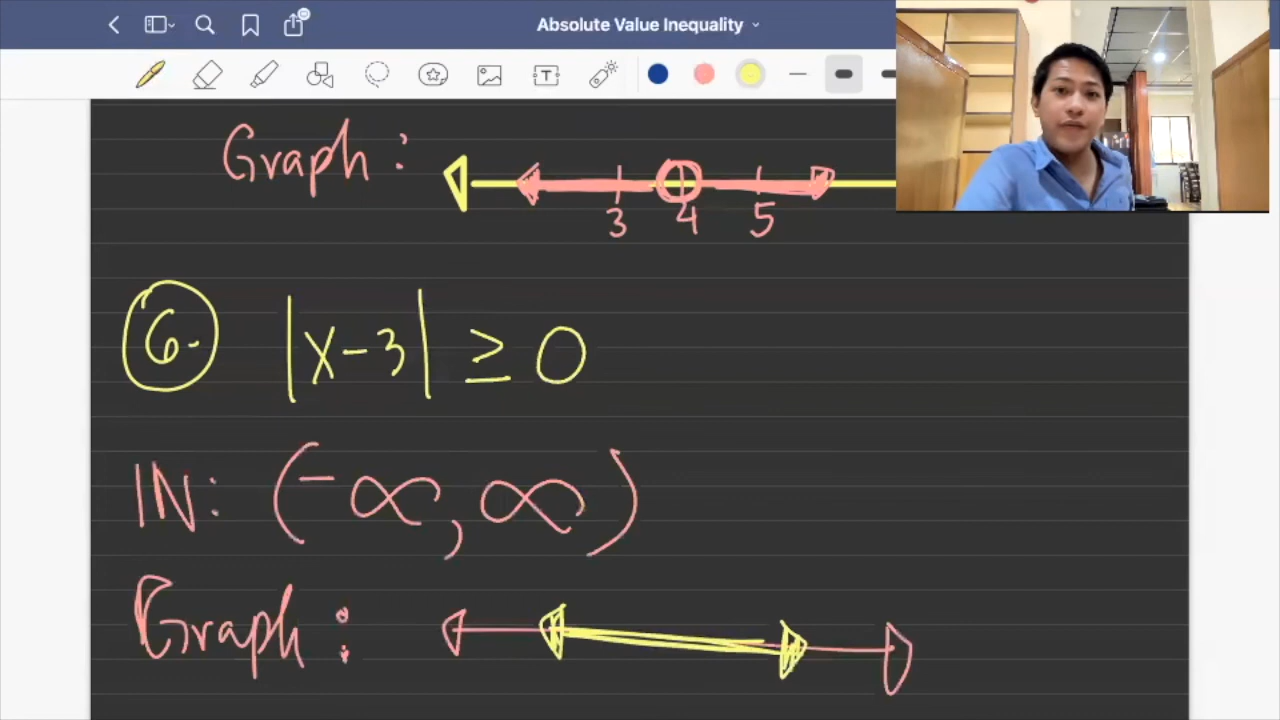 Absolute Value Inequality
Graph:
3 4 5
6. |x-3| ≥ 0
IN: (-∞, ∞)
Graph: